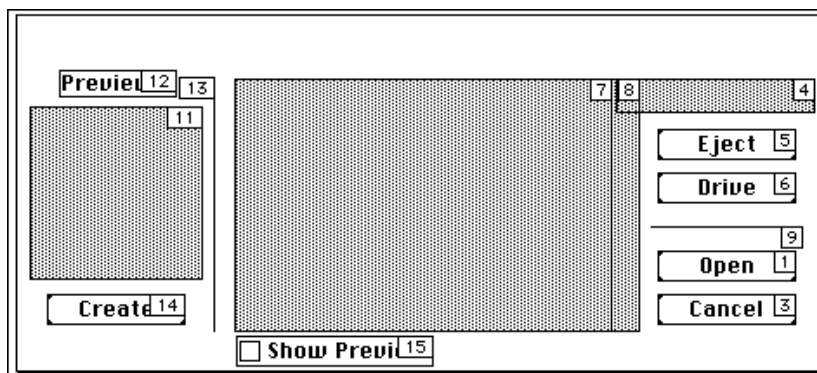 Previe 12
13
7
8
4
11
Eject 5
Drive 6
9
Open 1
Create 14
Cancel 3
Show Previ 15